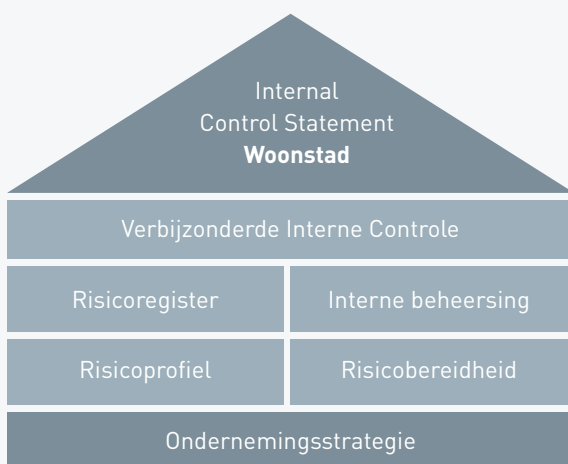 Internal
Control Statement
Woonstad
Verbijzonderde Interne Controle
Risicoregister
Interne beheersing
Risicoprofiel
Risicobereidheid
Ondernemingsstrategie